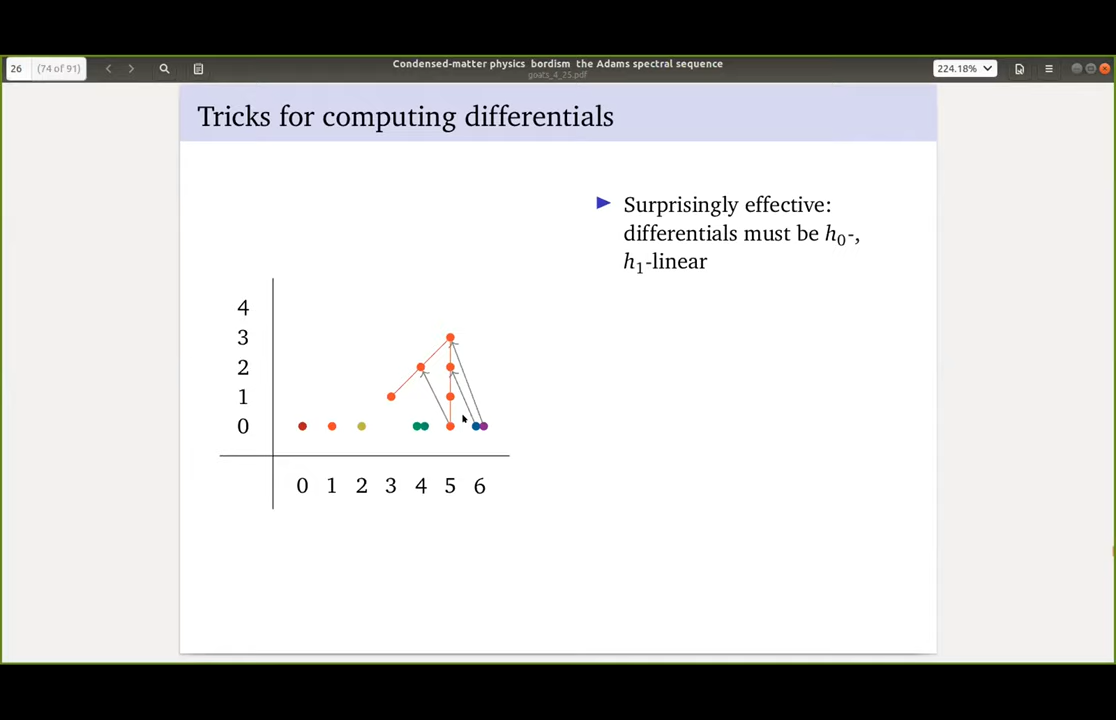 26 (74 of 91)
Condensed-matter physics bordism the Adams spectral sequence
goats_4_25.pdf
224.18%
Tricks for computing differentials
Surprisingly effective:
differentials must be h₀-,
h₁-linear
4
3
2
1
0
0 1 2 3 4 5 6